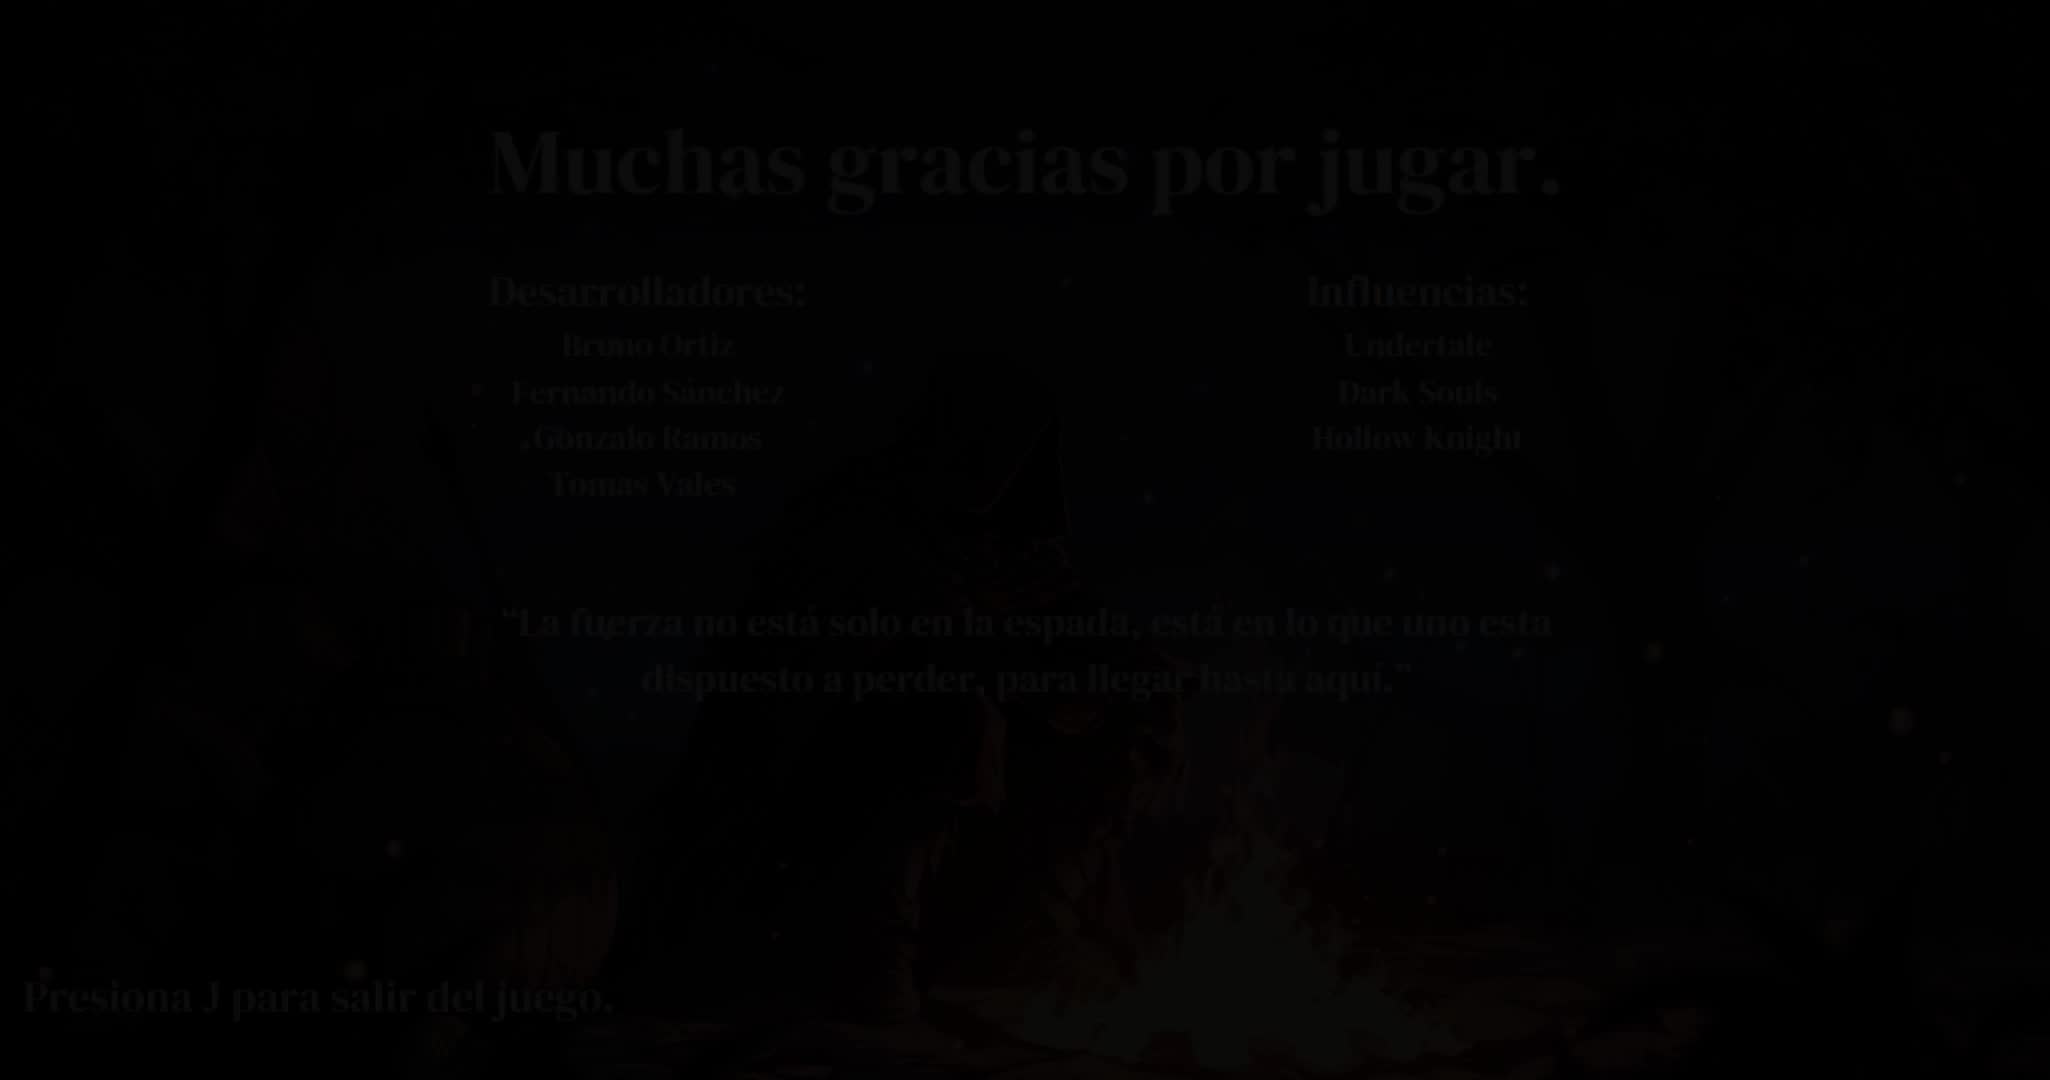 Muchas gracias por jugar.
Desarrolladores:
Bruno Ortiz
Fernando Sánchez
Gonzalo Ramos
Tomas Vales
Influencias:
Undertale
Dark Souls
Hollow Knight
“La fuerza no está solo en la espada, está en lo que uno esta
dispuesto a perder, para llegar hasta aquí.”
Presiona J para salir del juego.